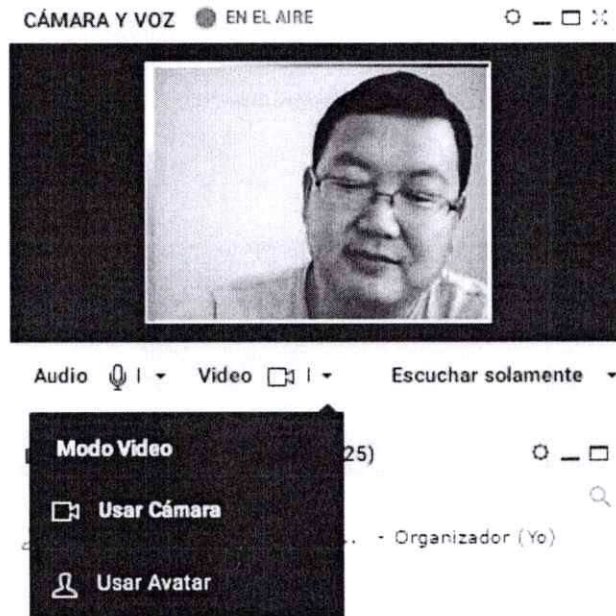 CÁMARA Y VOZ EN EL AIRE
Audio Video Escuchar solamente
Modo Video
25)
Usar Cámara
.. - Organizador (Yo)
Usar Avatar